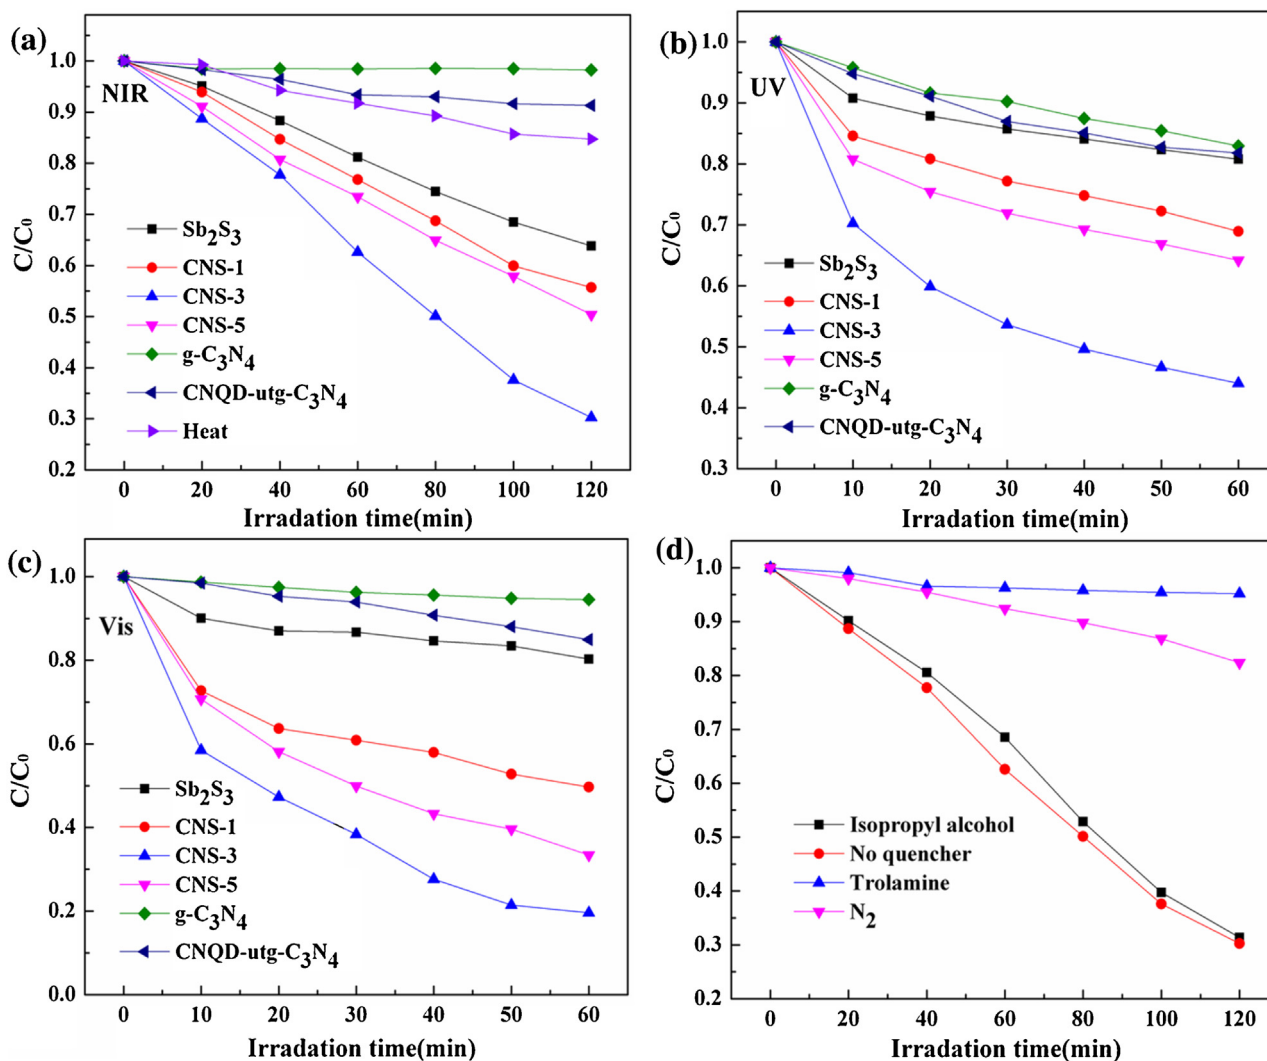 (a)
NIR
C/C0
1.0
0.9
0.8
0.7
0.6
0.5
0.4
0.3
0.2
Sb2S3
CNS-1
CNS-3
CNS-5
g-C3N4
CNQD-utg-C3N4
Heat
0 20 40 60 80 100 120
Irradation time(min)
(b)
UV
C/C0
1.0
0.9
0.8
0.7
0.6
0.5
0.4
0.3
Sb2S3
CNS-1
CNS-3
CNS-5
g-C3N4
CNQD-utg-C3N4
0 10 20 30 40 50 60
Irradation time(min)
(c)
Vis
C/C0
1.0
0.8
0.6
0.4
0.2
0.0
Sb2S3
CNS-1
CNS-3
CNS-5
g-C3N4
CNQD-utg-C3N4
0 10 20 30 40 50 60
Irradation time(min)
(d)
C/C0
1.0
0.9
0.8
0.7
0.6
0.5
0.4
0.3
0.2
Isopropyl alcohol
No quencher
Trolamine
N2
0 20 40 60 80 100 120
Irradation time(min)